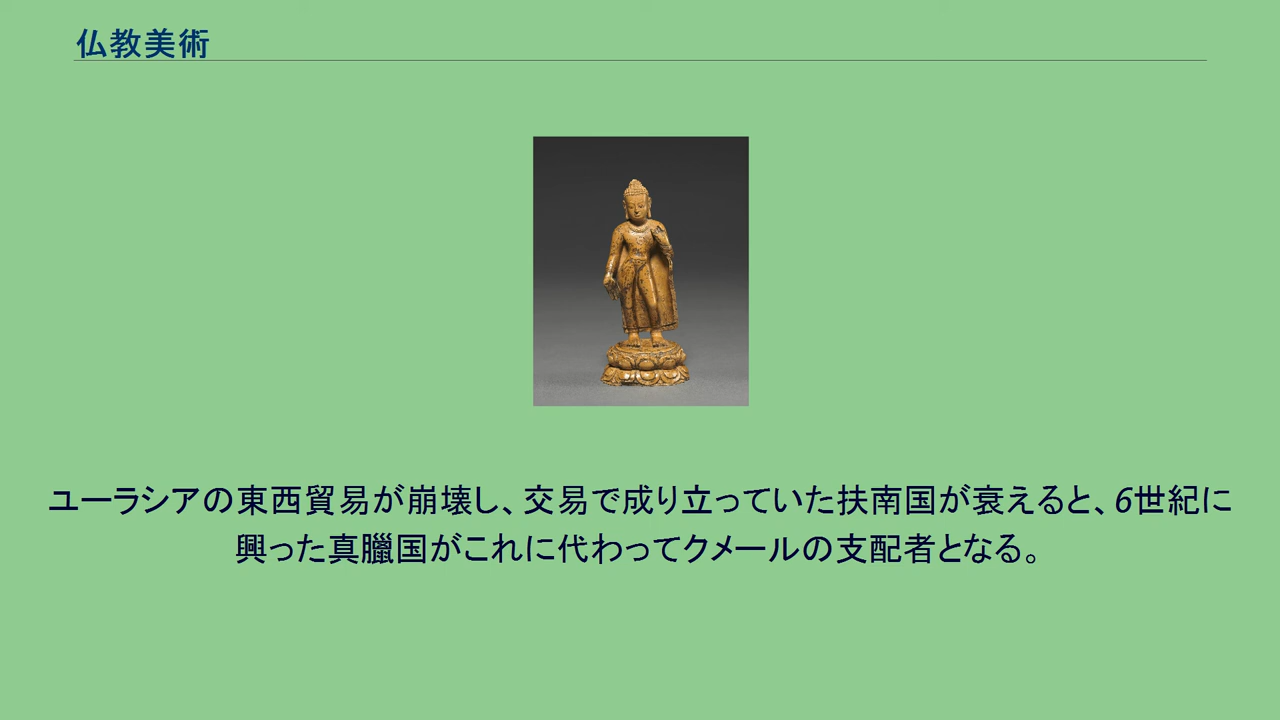 仏教美術
ユーラシアの東西貿易が崩壊し、交易で成り立っていた扶南国が衰えると、6世紀に
興った真臘国がこれに代わってクメールの支配者となる。